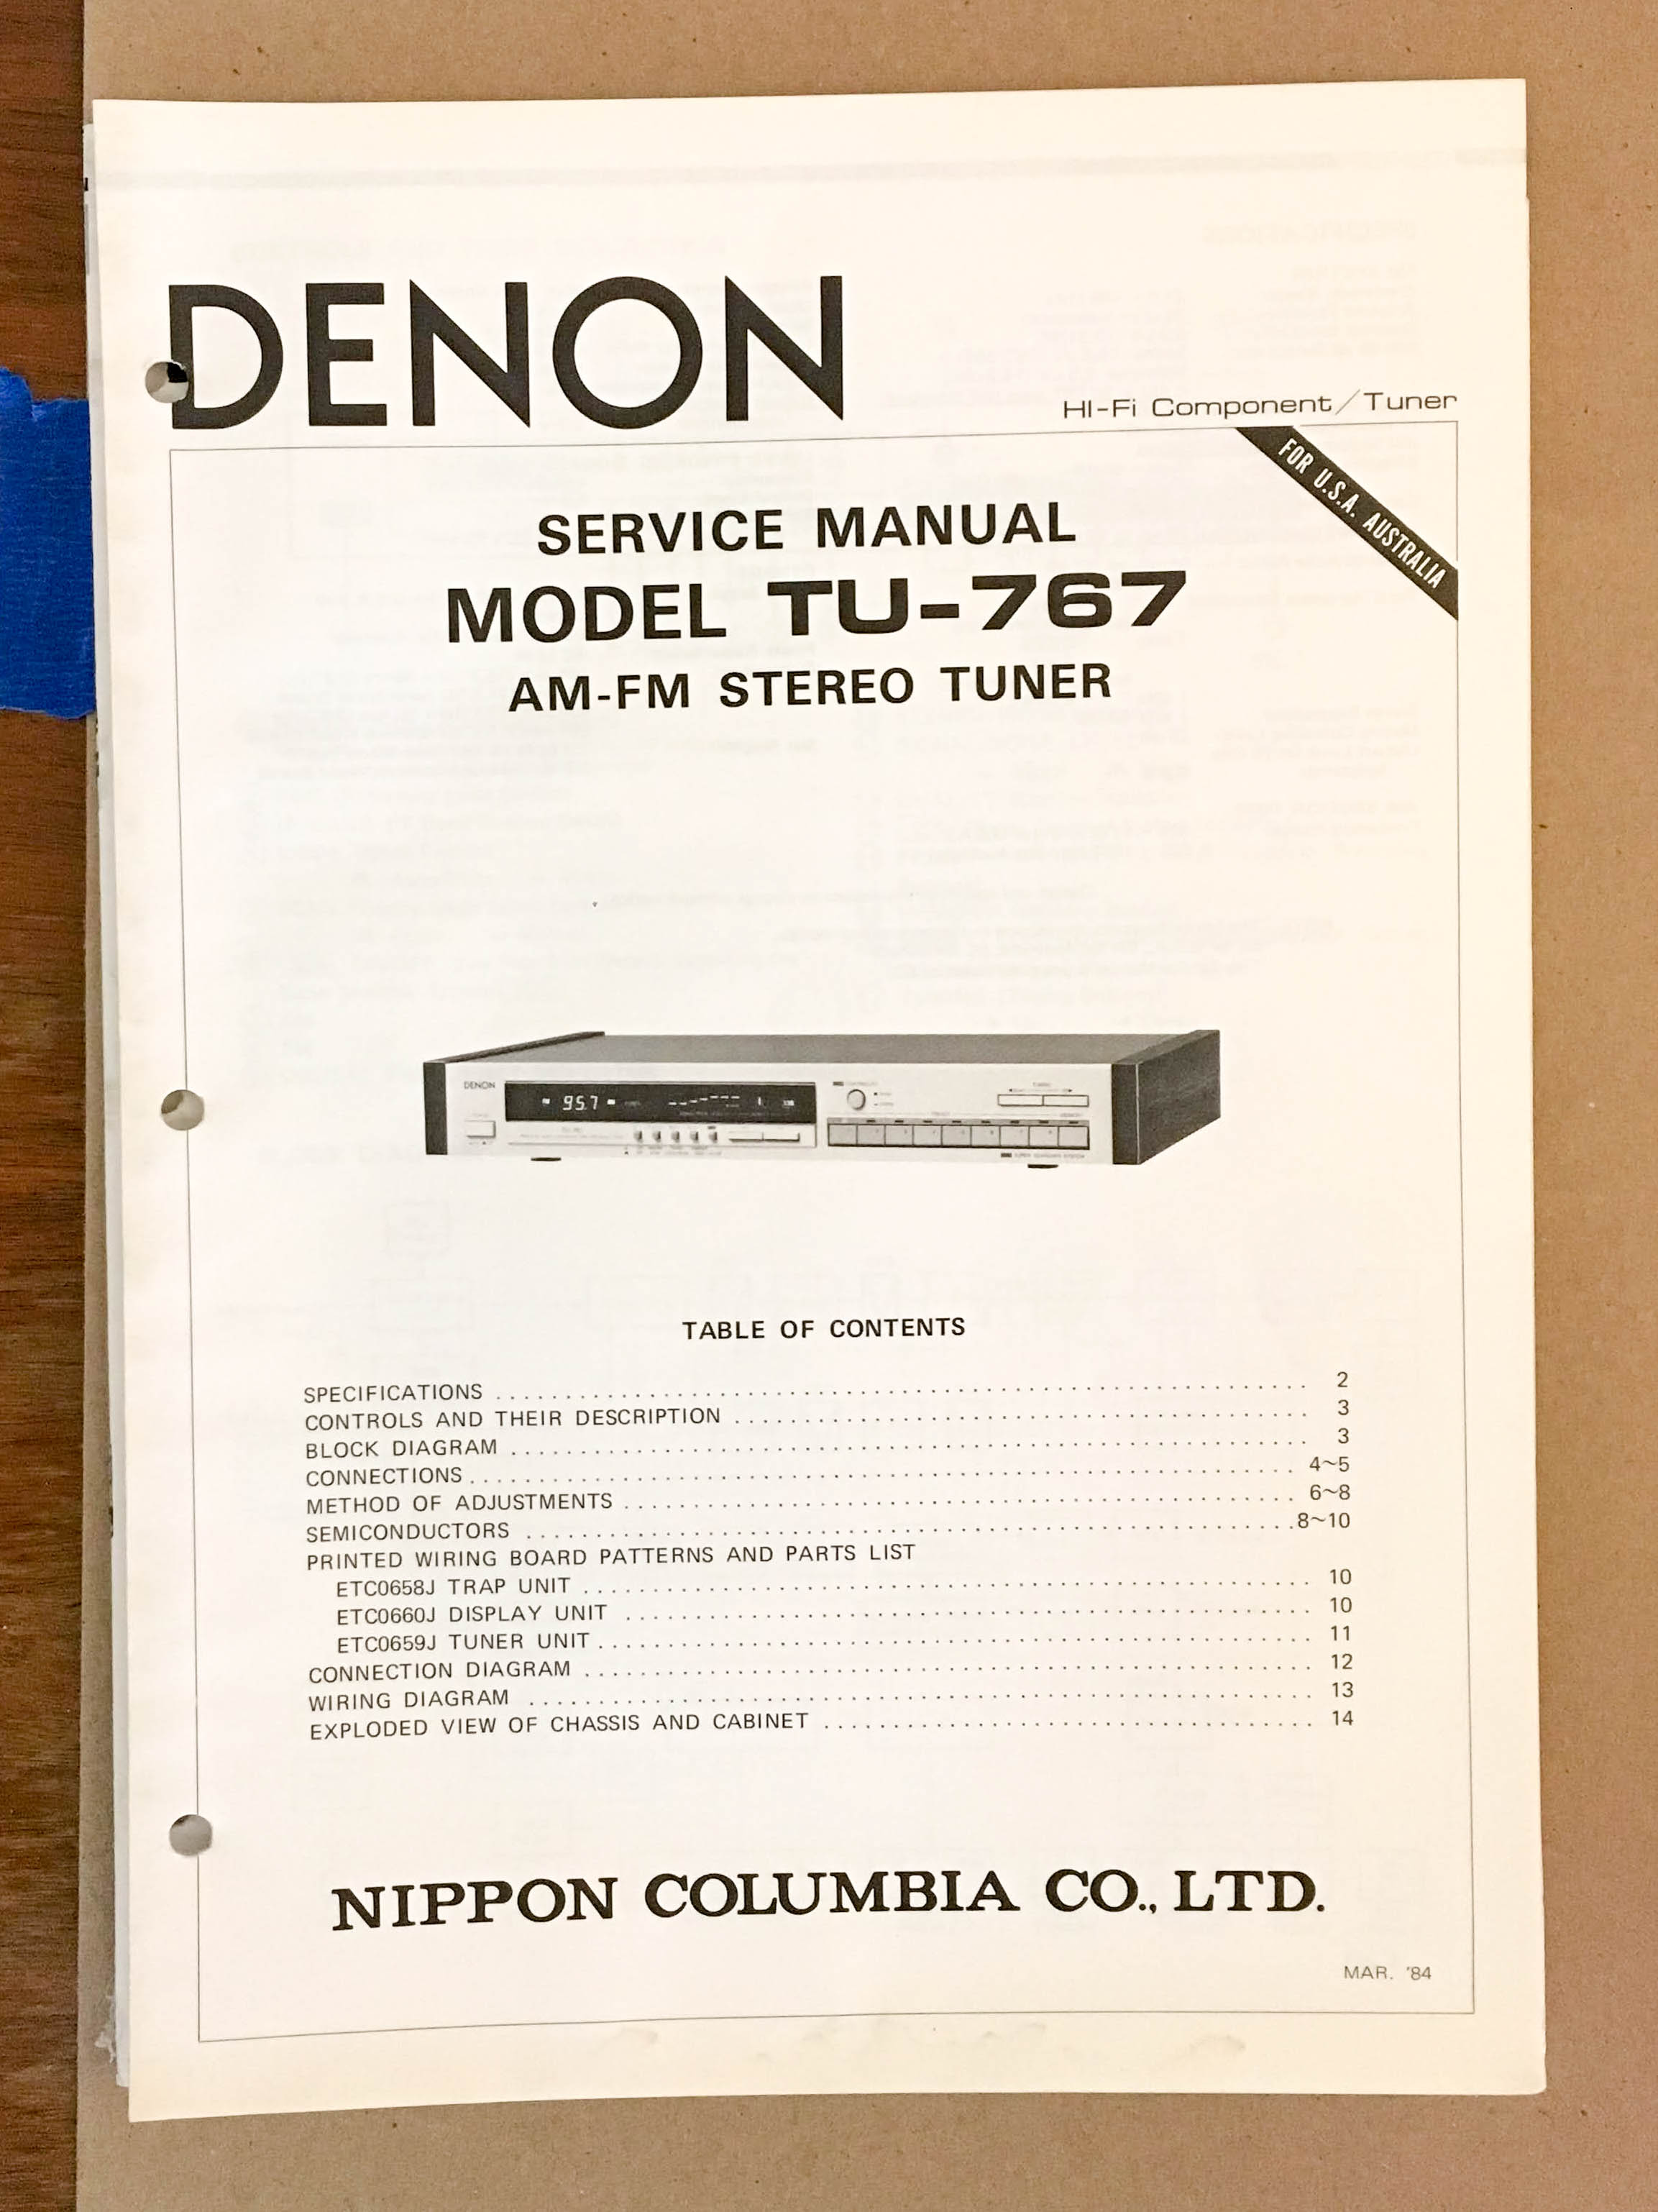 DENON
HI-Fi Component/Tuner
FOR U.S.A. AUSTRALIA
SERVICE MANUAL
MODEL TU-767
AM-FM STEREO TUNER
DENON
95.7
TABLE OF CONTENTS
SPECIFICATIONS . . . . . . . . . . 2
CONTROLS AND THEIR DESCRIPTION . . . . . . . . . . 3
BLOCK DIAGRAM . . . . . . . . . . 3
CONNECTIONS . . . . . . . . . . 4~5
METHOD OF ADJUSTMENTS . . . . . . . . . . 6~8
SEMICONDUCTORS . . . . . . . . . . 8~10
PRINTED WIRING BOARD PATTERNS AND PARTS LIST
ETC0658J TRAP UNIT . . . . . . . . . . 10
ETC0660J DISPLAY UNIT . . . . . . . . . . 10
ETC0659J TUNER UNIT . . . . . . . . . . 11
CONNECTION DIAGRAM . . . . . . . . . . 12
WIRING DIAGRAM . . . . . . . . . . 13
EXPLODED VIEW OF CHASSIS AND CABINET . . . . . . . . . . 14
NIPPON COLUMBIA CO., LTD.
MAR. '84